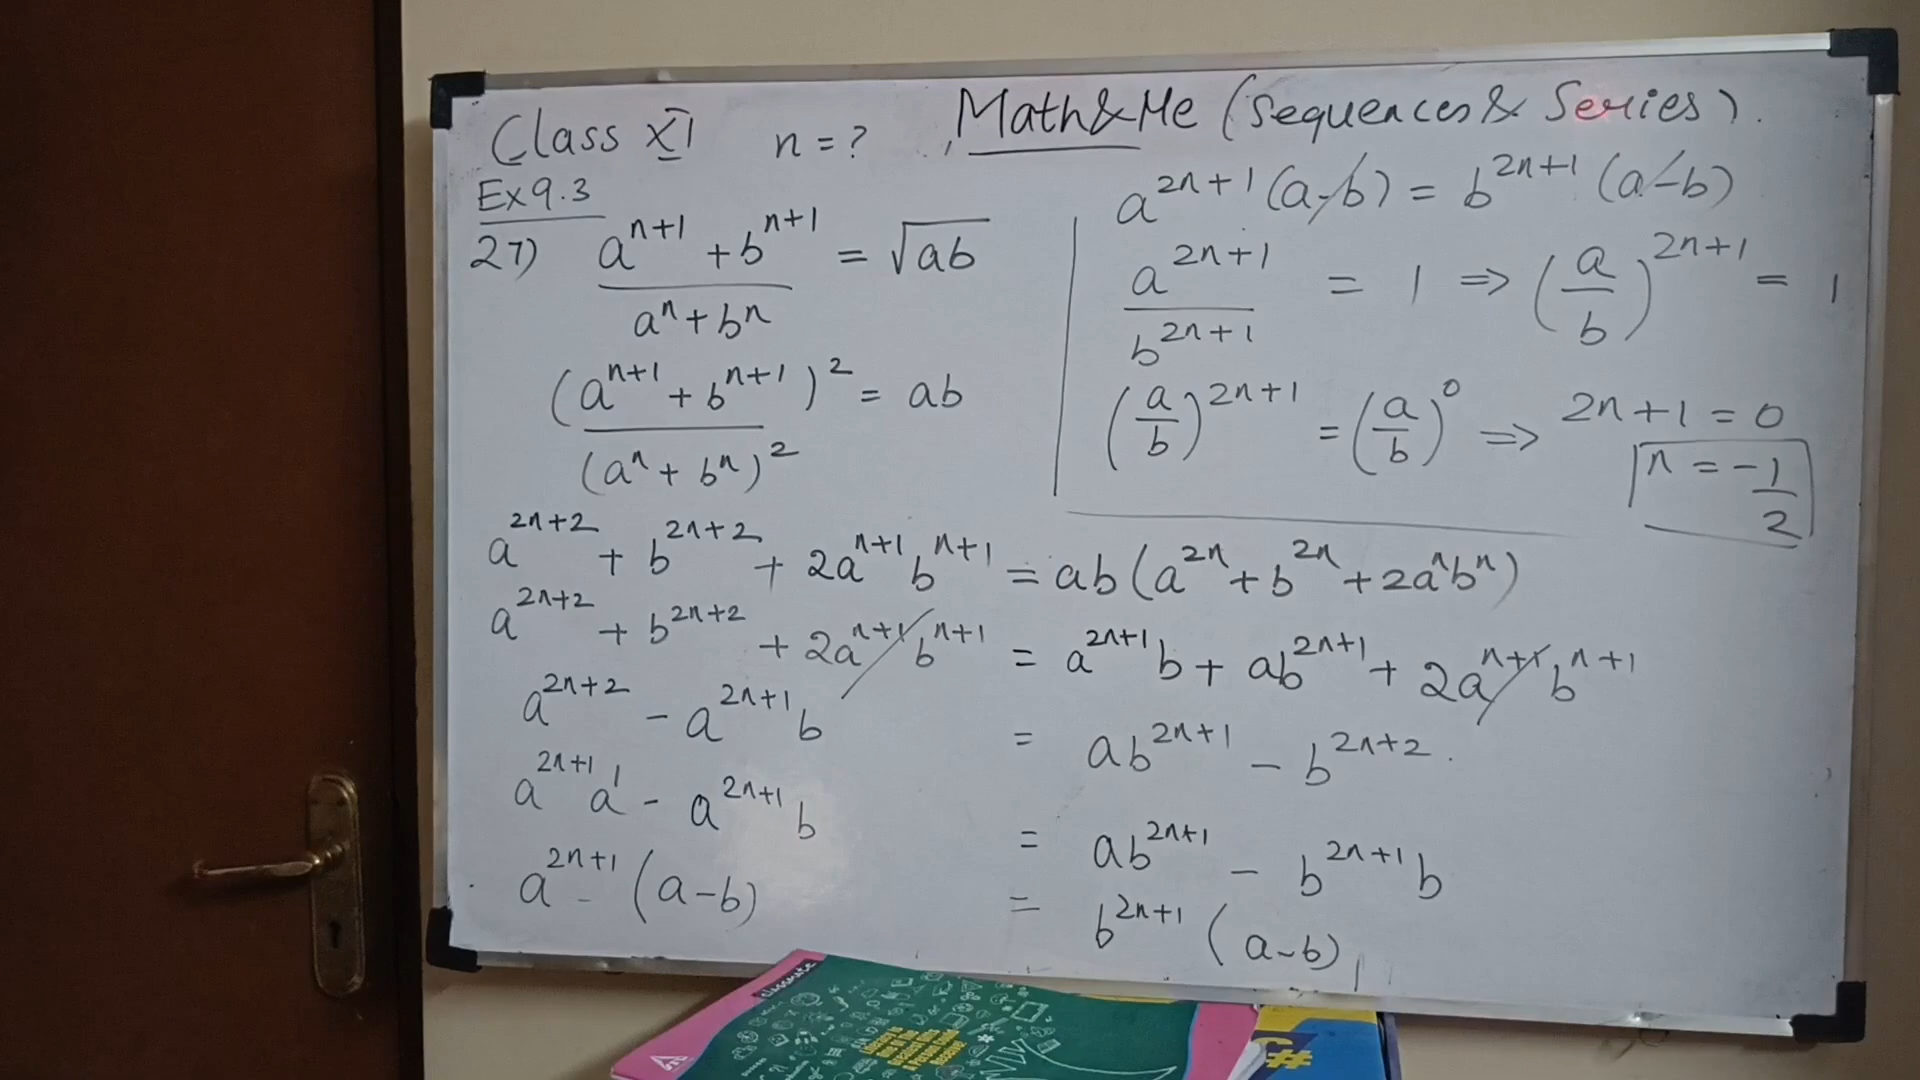 Class XI n = ? Math&Me (Sequences & Series).
Ex 9.3
27) (a^{n+1} + b^{n+1})/(a^n + b^n) = √ab
(a^{n+1} + b^{n+1})^2/(a^n + b^n)^2 = ab
a^{2n+2} + b^{2n+2} + 2a^{n+1}b^{n+1} = ab(a^{2n} + b^{2n} + 2a^n b^n)
a^{2n+2} + b^{2n+2} + 2a^{n+1}b^{n+1} = a^{2n+1}b + ab^{2n+1} + 2a^{n+1}b^{n+1}
a^{2n+2} - a^{2n+1}b = ab^{2n+1} - b^{2n+2}.
a^{2n+1}a^1 - a^{2n+1}b = ab^{2n+1} - b^{2n+1}b
a^{2n+1}(a-b) = b^{2n+1}(a-b)
a^{2n+1}(a-b) = b^{2n+1}(a-b)
a^{2n+1}/b^{2n+1} = 1 ⇒ (a/b)^{2n+1} = 1
(a/b)^{2n+1} = (a/b)^0 ⇒ 2n+1 = 0
n = -1/2
classmate
#